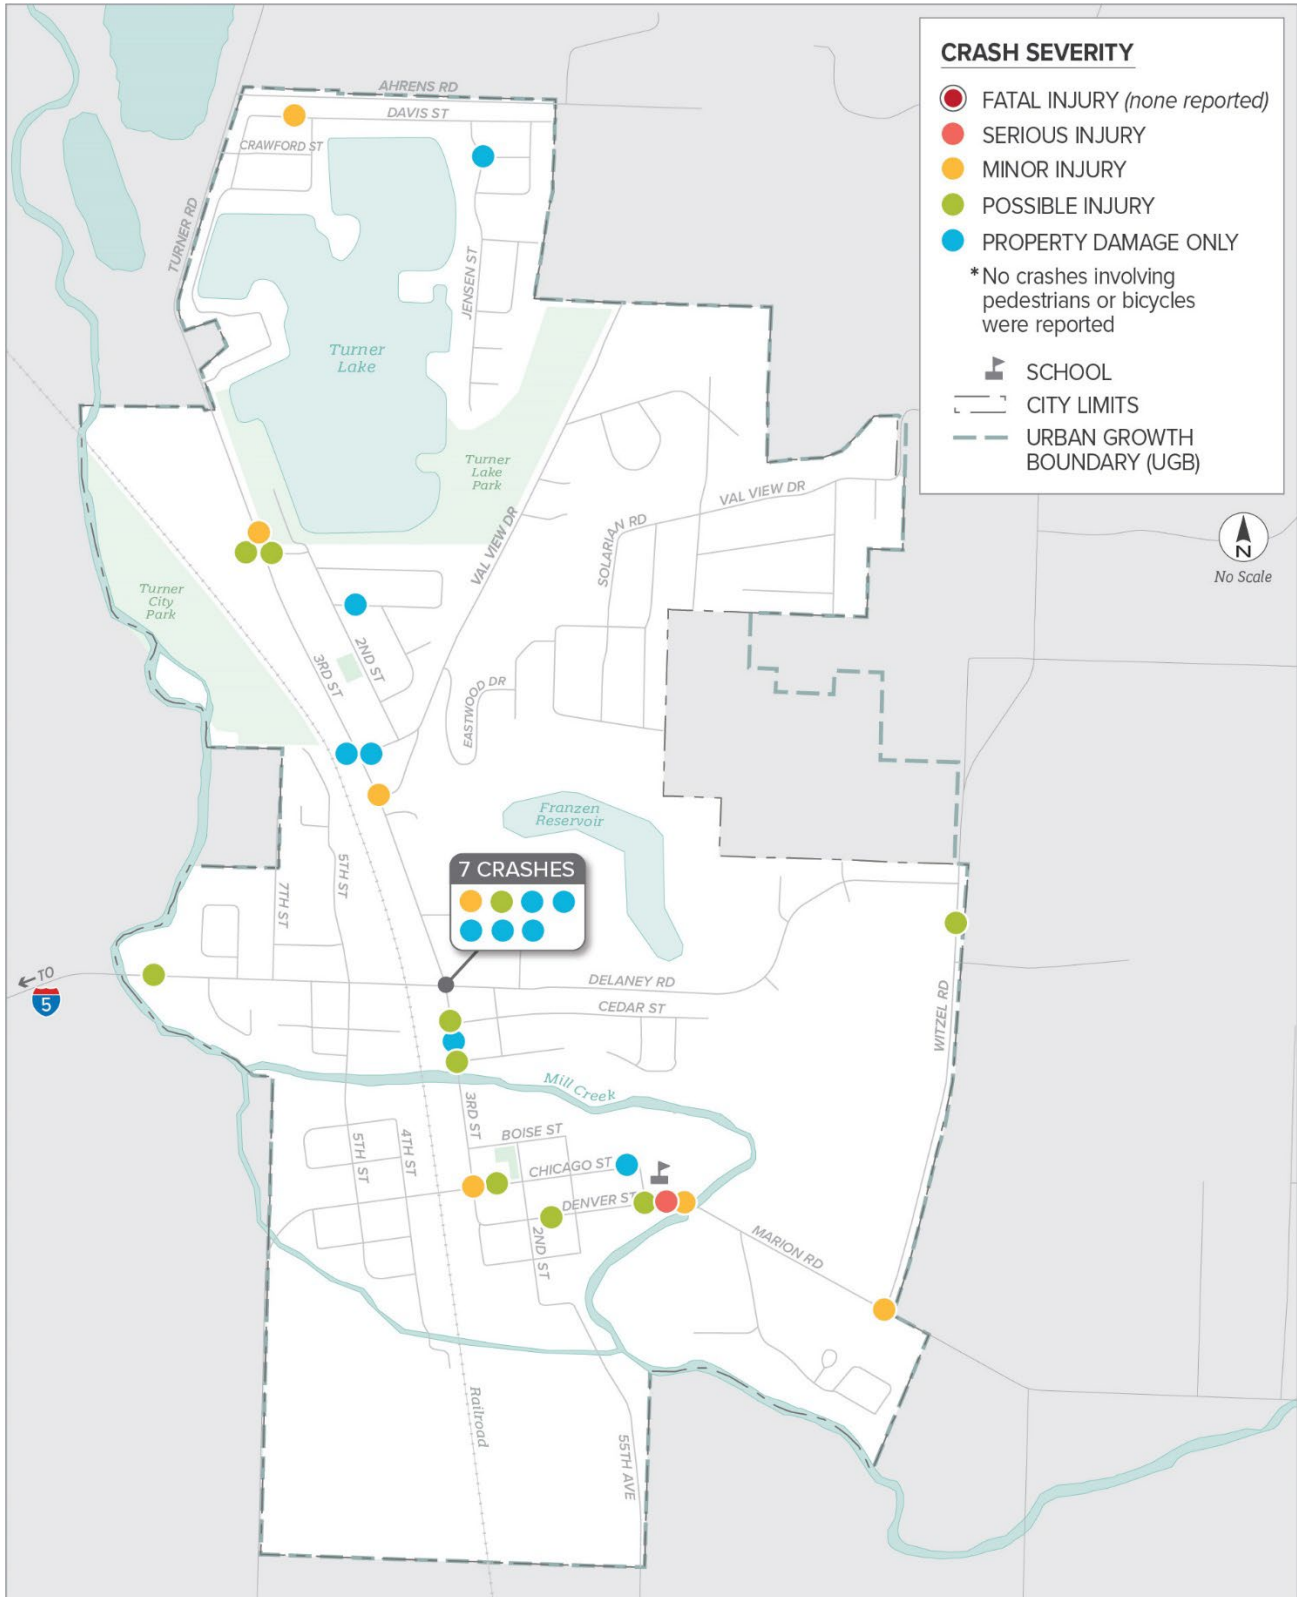 CRASH SEVERITY
FATAL INJURY (none reported)
SERIOUS INJURY
MINOR INJURY
POSSIBLE INJURY
PROPERTY DAMAGE ONLY
*No crashes involving
pedestrians or bicycles
were reported
SCHOOL
CITY LIMITS
URBAN GROWTH
BOUNDARY (UGB)
N
No Scale
AHRENS RD
DAVIS ST
CRAWFORD ST
TURNER RD
JENSEN ST
Turner
Lake
Turner
Lake
Park
VAL VIEW DR
SOLARIAN RD
VAL VIEW DR
Turner
City
Park
2ND ST
3RD ST
EASTWOOD DR
Franzen
Reservoir
5TH ST
7TH ST
7 CRASHES
TO
5
DELANEY RD
CEDAR ST
WITZEL RD
Mill Creek
3RD ST
BOISE ST
5TH ST
4TH ST
CHICAGO ST
DENVER ST
2ND ST
MARION RD
Railroad
55TH AVE